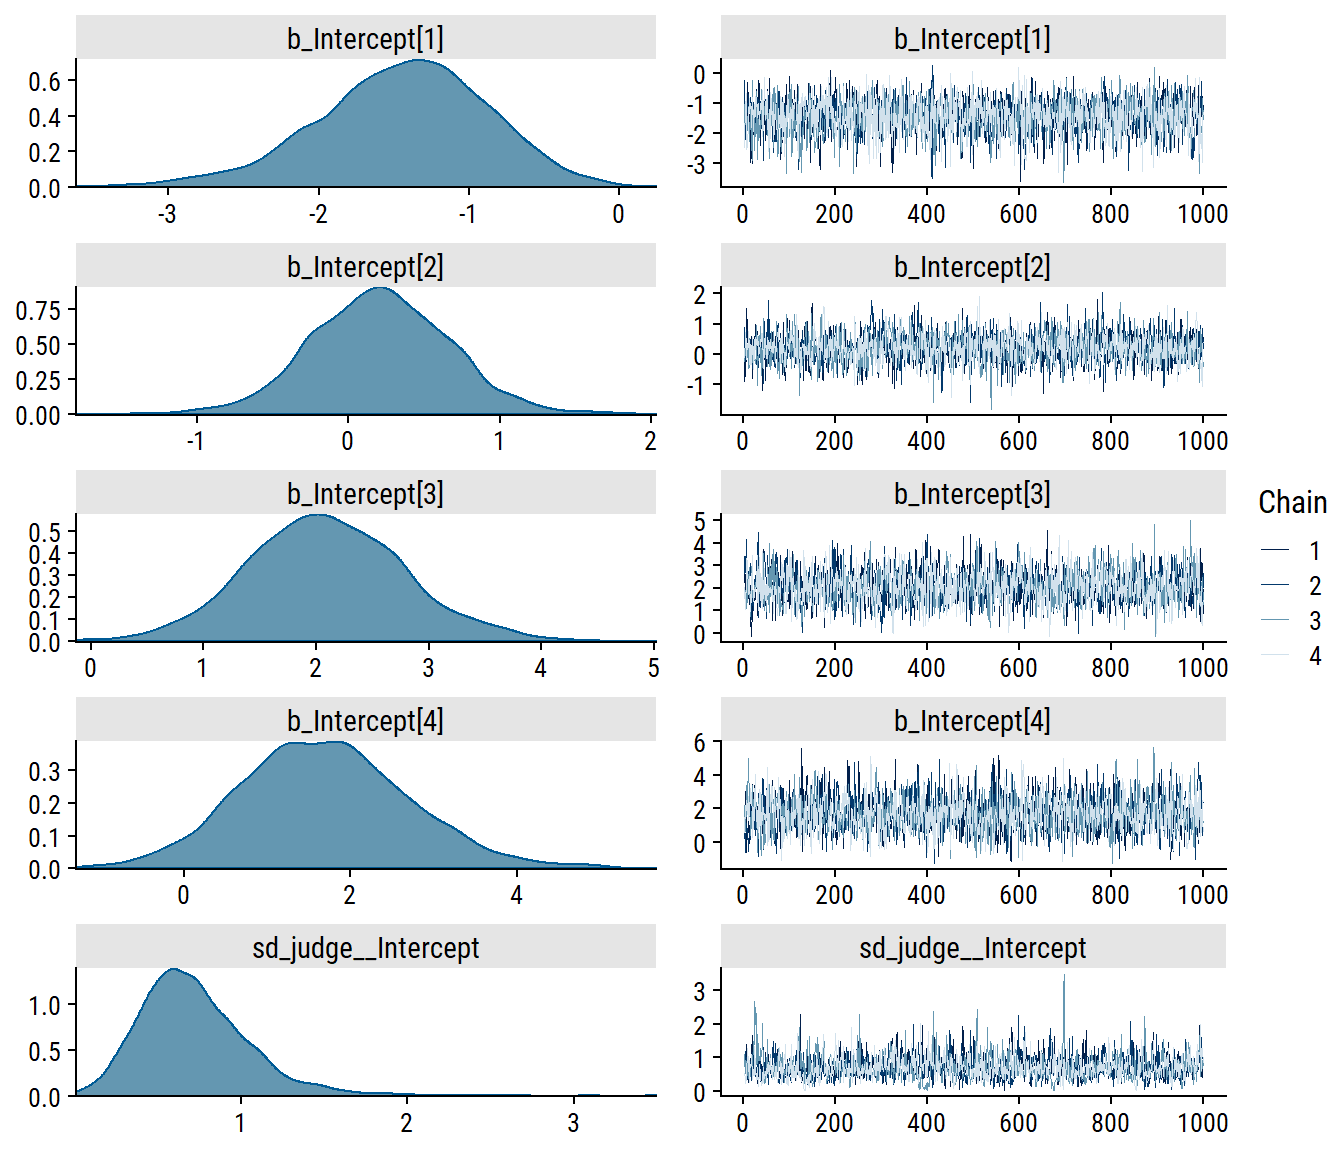 b_Intercept[1]
0.6
0.4
0.2
0.0
-3 -2 -1 0
b_Intercept[1]
0
-1
-2
-3
0 200 400 600 800 1000
b_Intercept[2]
0.75
0.50
0.25
0.00
-1 0 1 2
b_Intercept[2]
2
1
0
-1
0 200 400 600 800 1000
b_Intercept[3]
0.5
0.4
0.3
0.2
0.1
0.0
0 1 2 3 4 5
b_Intercept[3]
5
4
3
2
1
0
0 200 400 600 800 1000
b_Intercept[4]
0.3
0.2
0.1
0.0
0 2 4
b_Intercept[4]
6
4
2
0
0 200 400 600 800 1000
sd_judge__Intercept
1.0
0.5
0.0
1 2 3
sd_judge__Intercept
3
2
1
0
0 200 400 600 800 1000
Chain
1
2
3
4